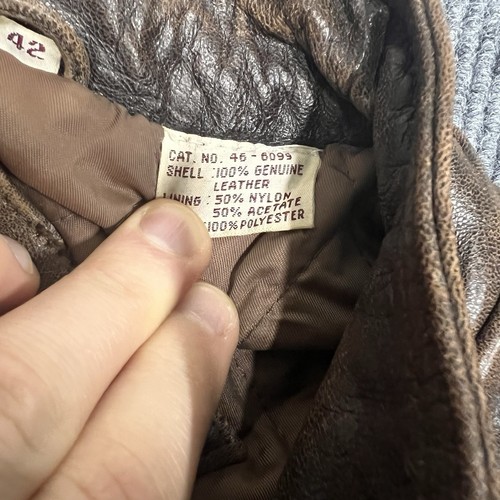 42
CAT. NO. 46-6099
SHELL :100% GENUINE
LEATHER
LINING : 50% NYLON
50% ACETATE
100% POLYESTER